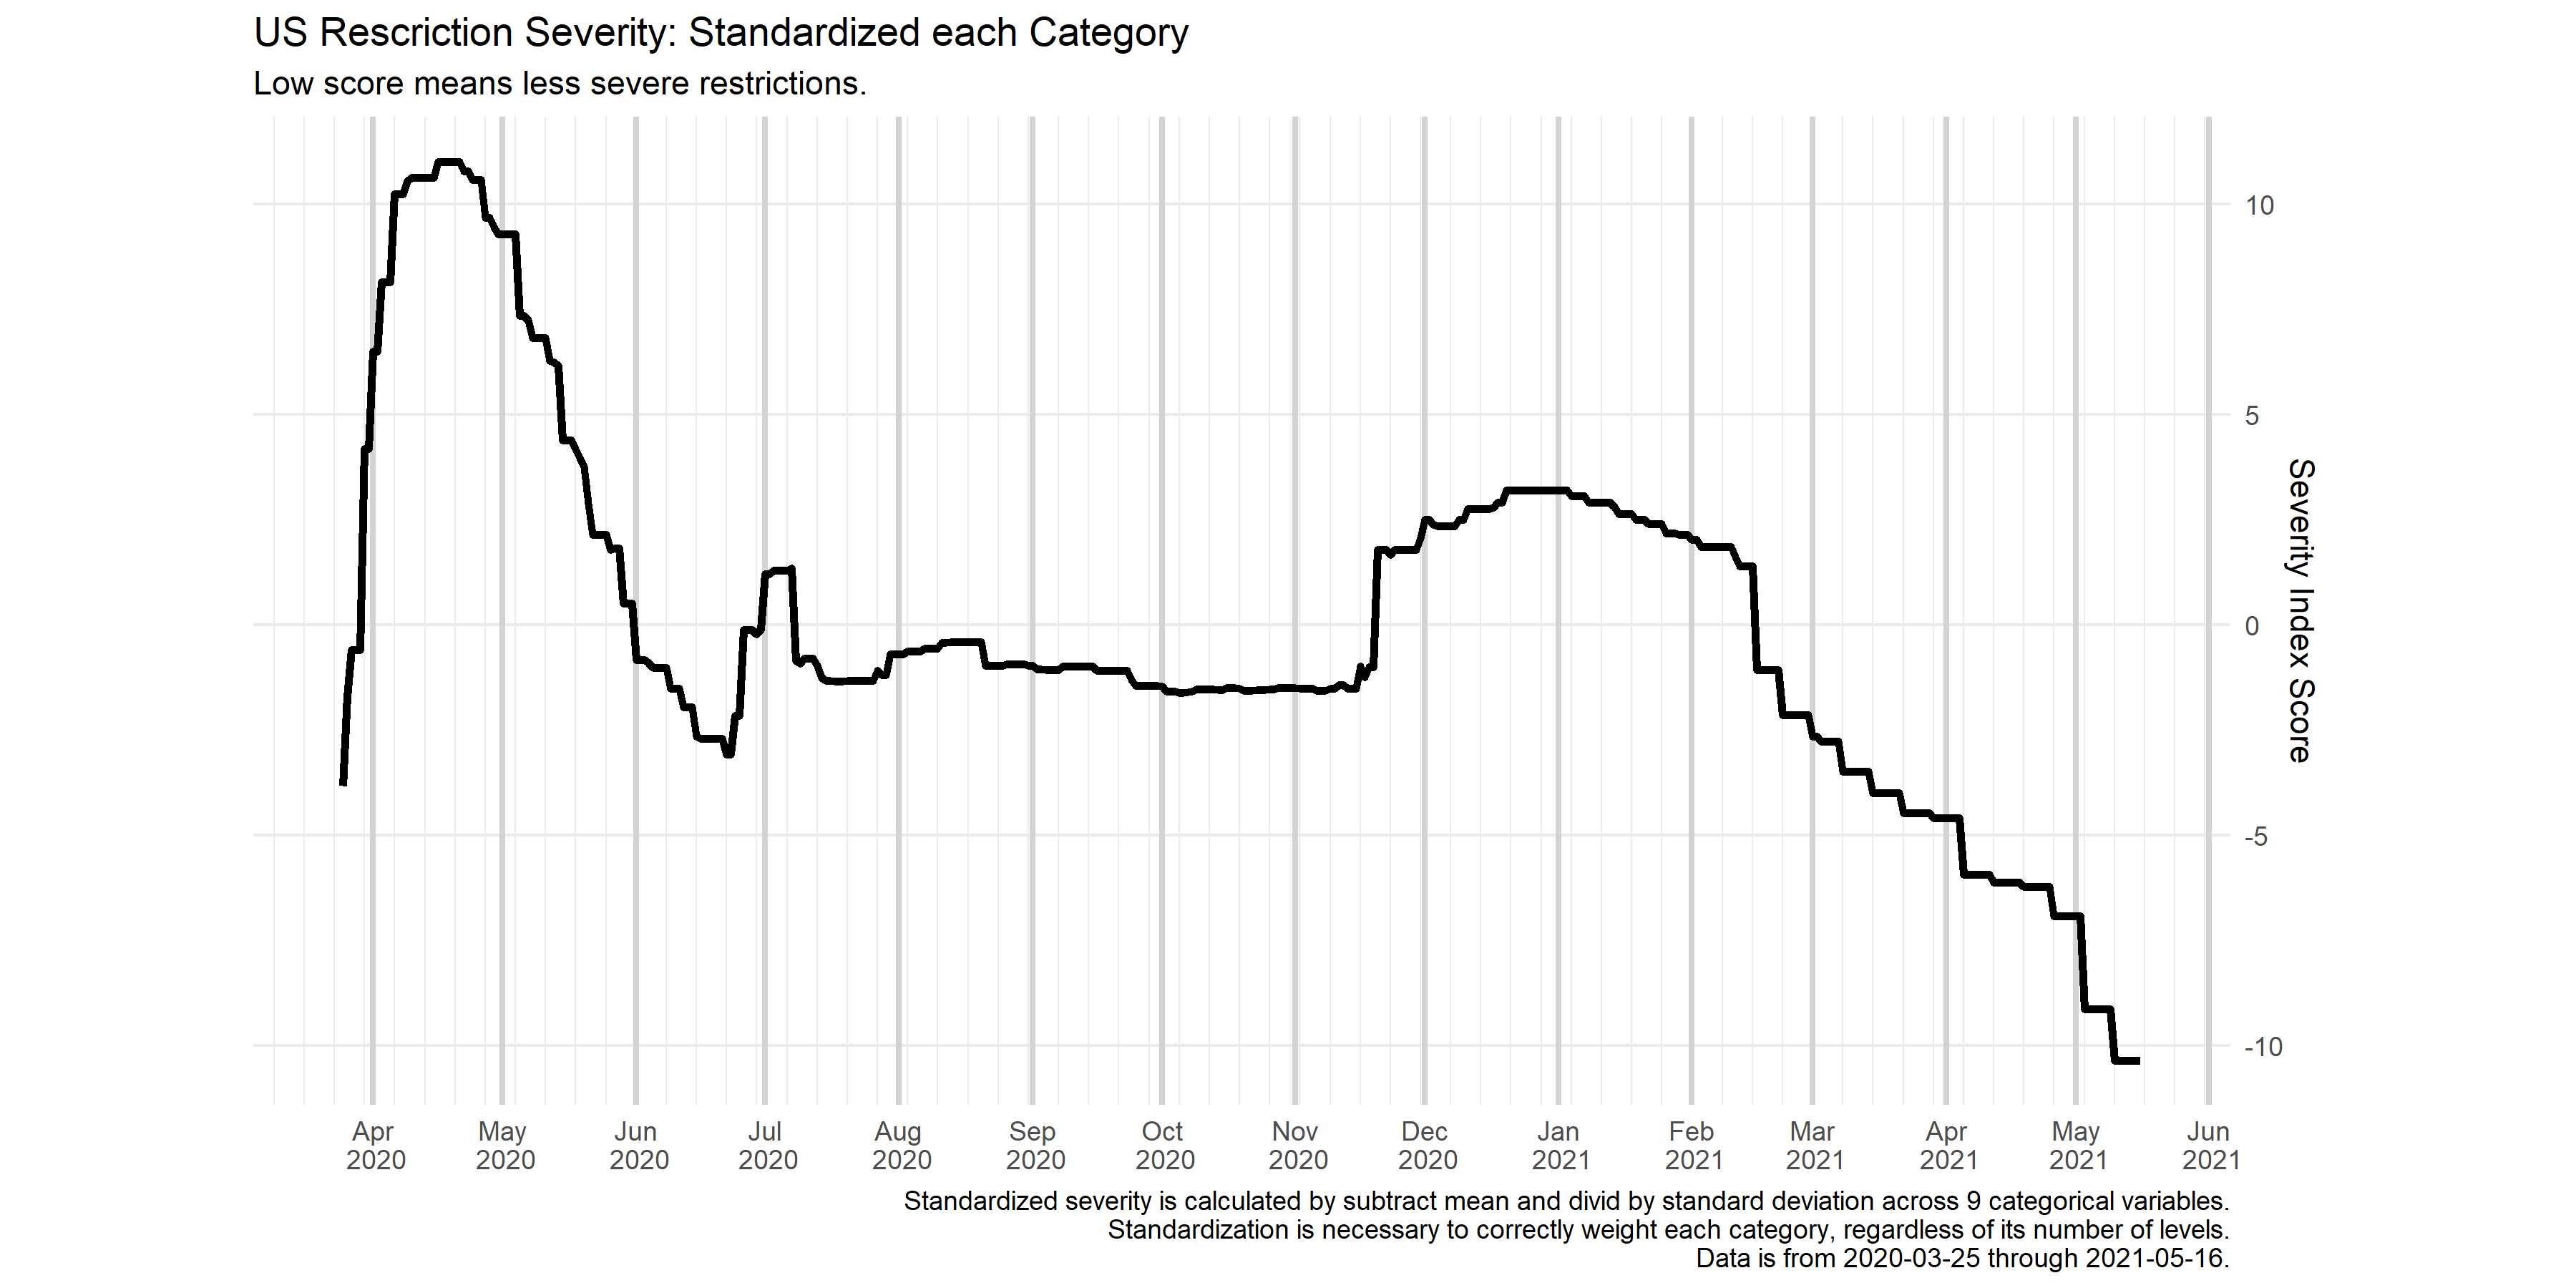 US Rescriction Severity: Standardized each Category
Low score means less severe restrictions.
10
5
0
-5
-10
Severity Index Score
Apr 2020
May 2020
Jun 2020
Jul 2020
Aug 2020
Sep 2020
Oct 2020
Nov 2020
Dec 2020
Jan 2021
Feb 2021
Mar 2021
Apr 2021
May 2021
Jun 2021
Standardized severity is calculated by subtract mean and divid by standard deviation across 9 categorical variables.
Standardization is necessary to correctly weight each category, regardless of its number of levels.
Data is from 2020-03-25 through 2021-05-16.